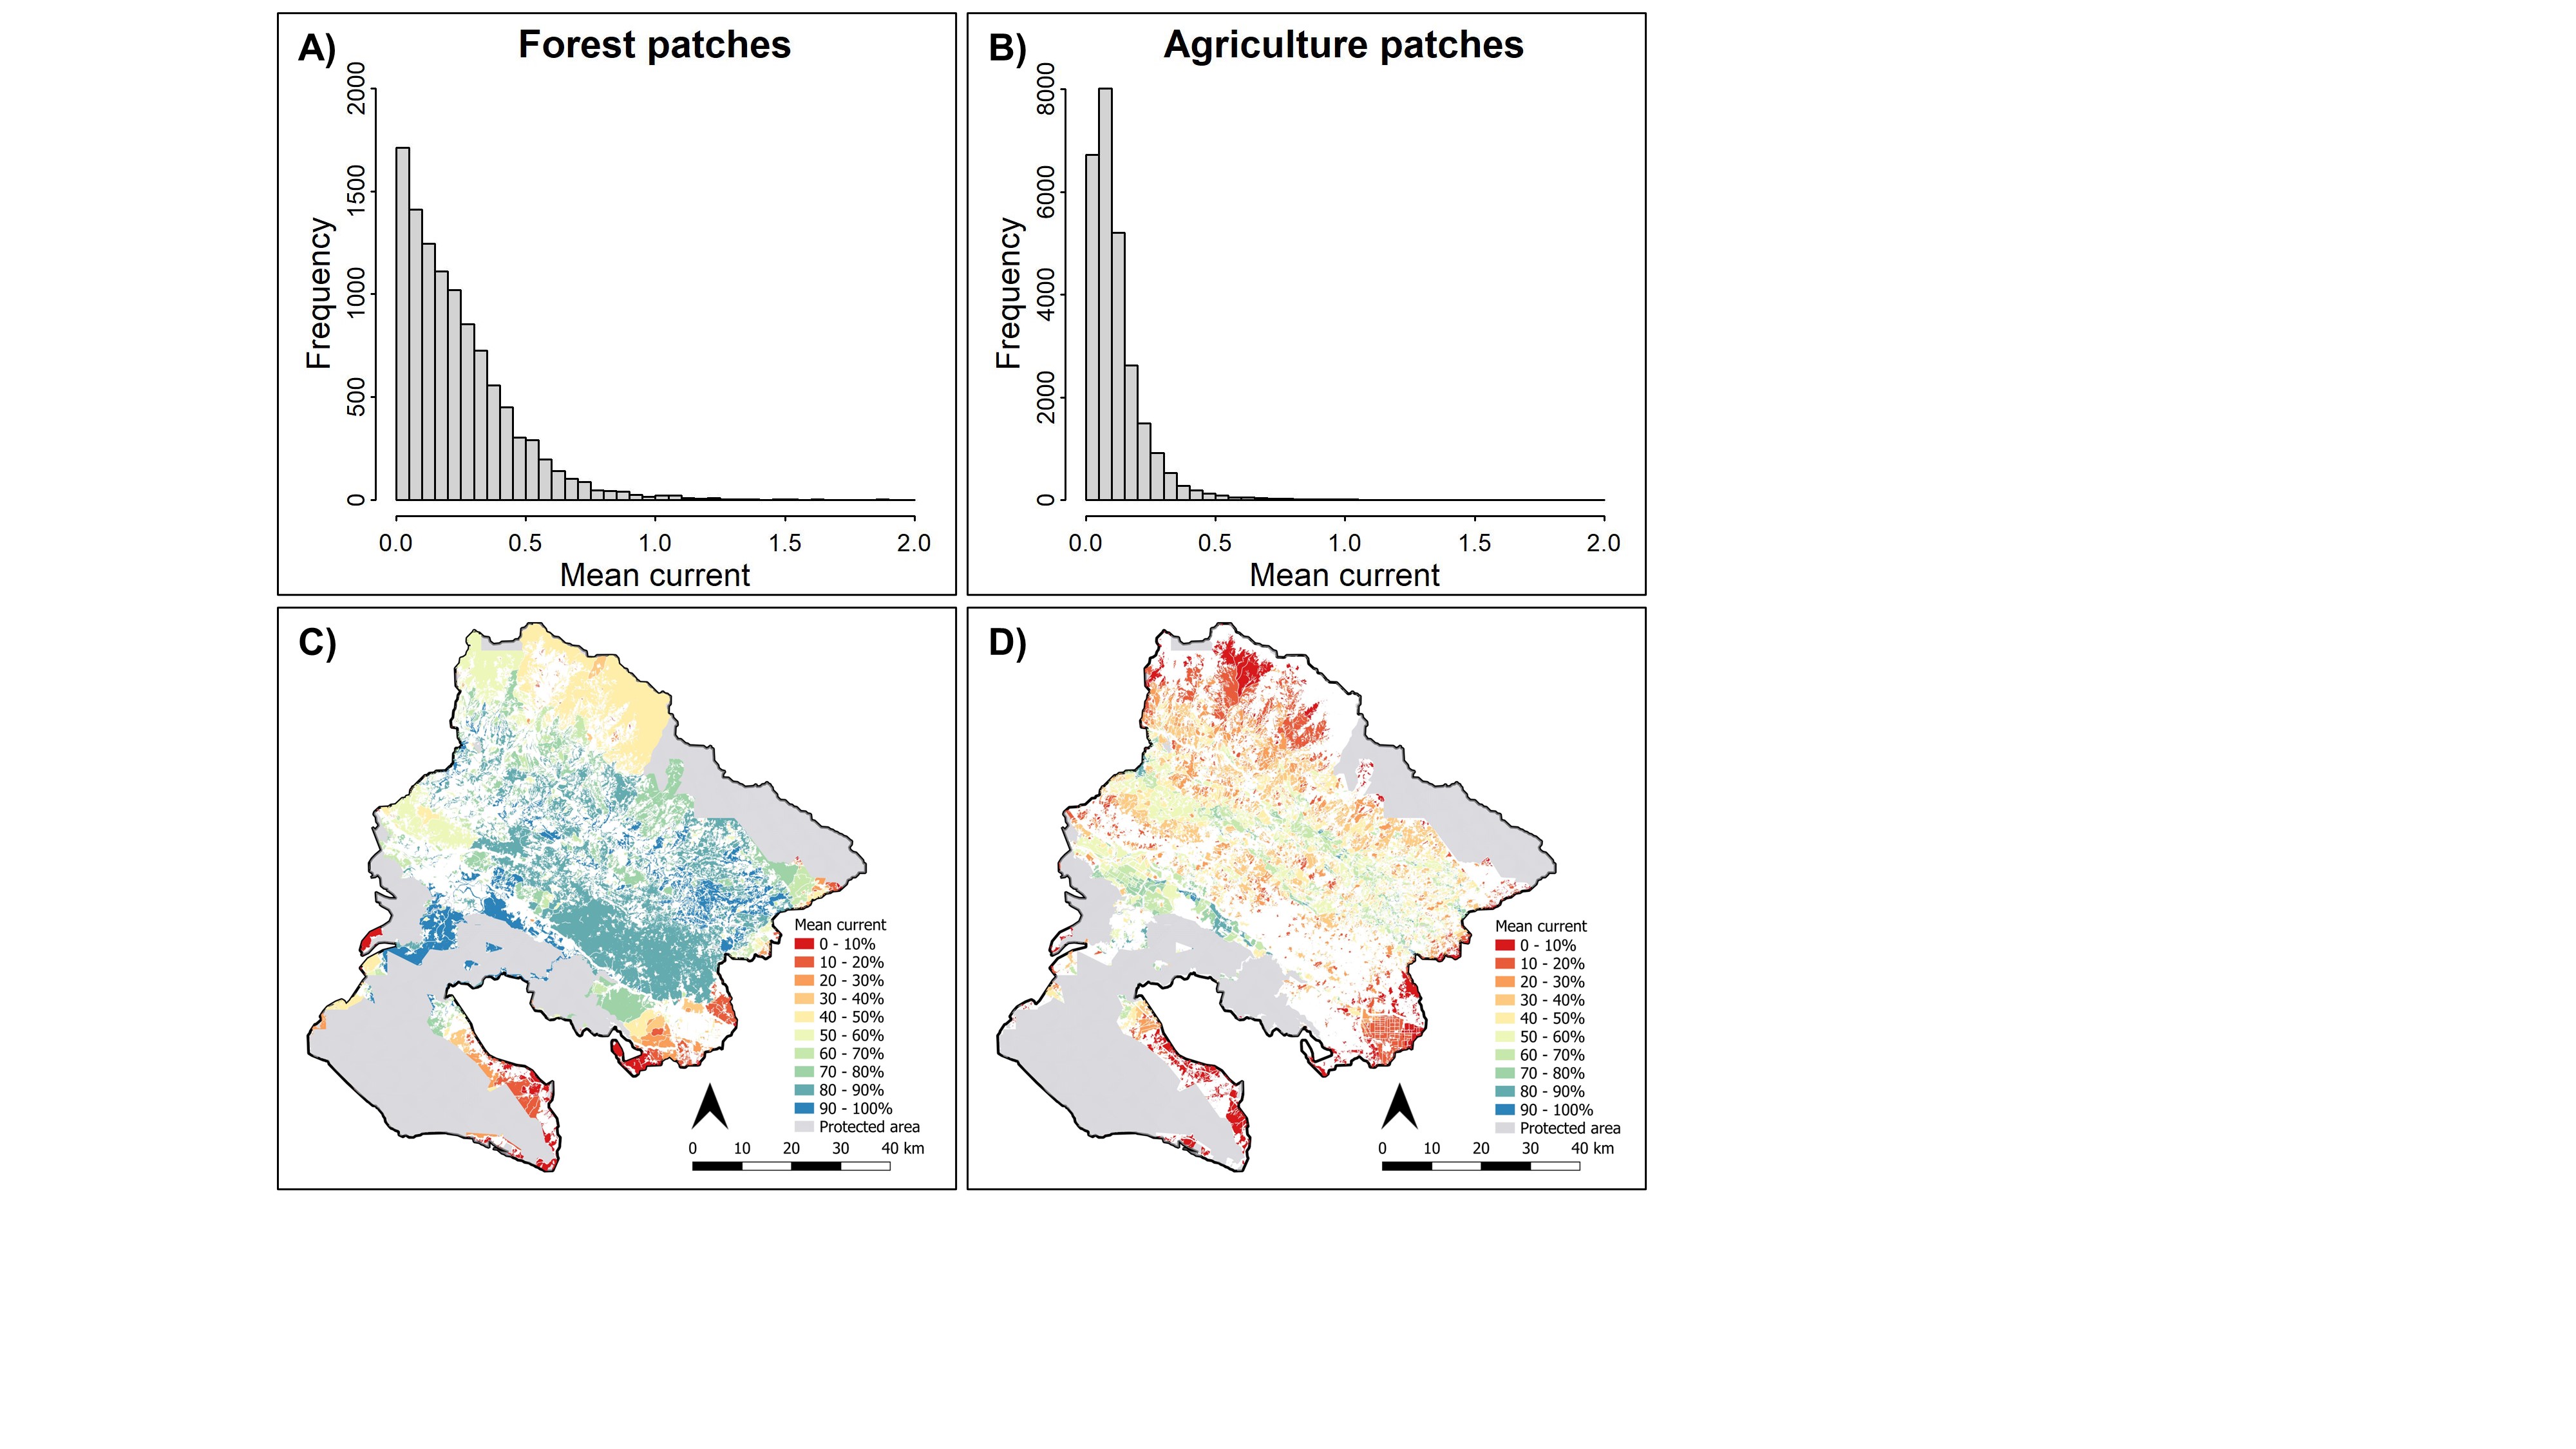 A)
Forest patches
Frequency
2000
1500
1000
500
0
0.0 0.5 1.0 1.5 2.0
Mean current
B)
Agriculture patches
Frequency
8000
6000
4000
2000
0
0.0 0.5 1.0 1.5 2.0
Mean current
C)
Mean current
0 - 10%
10 - 20%
20 - 30%
30 - 40%
40 - 50%
50 - 60%
60 - 70%
70 - 80%
80 - 90%
90 - 100%
Protected area
0 10 20 30 40 km
D)
Mean current
0 - 10%
10 - 20%
20 - 30%
30 - 40%
40 - 50%
50 - 60%
60 - 70%
70 - 80%
80 - 90%
90 - 100%
Protected area
0 10 20 30 40 km